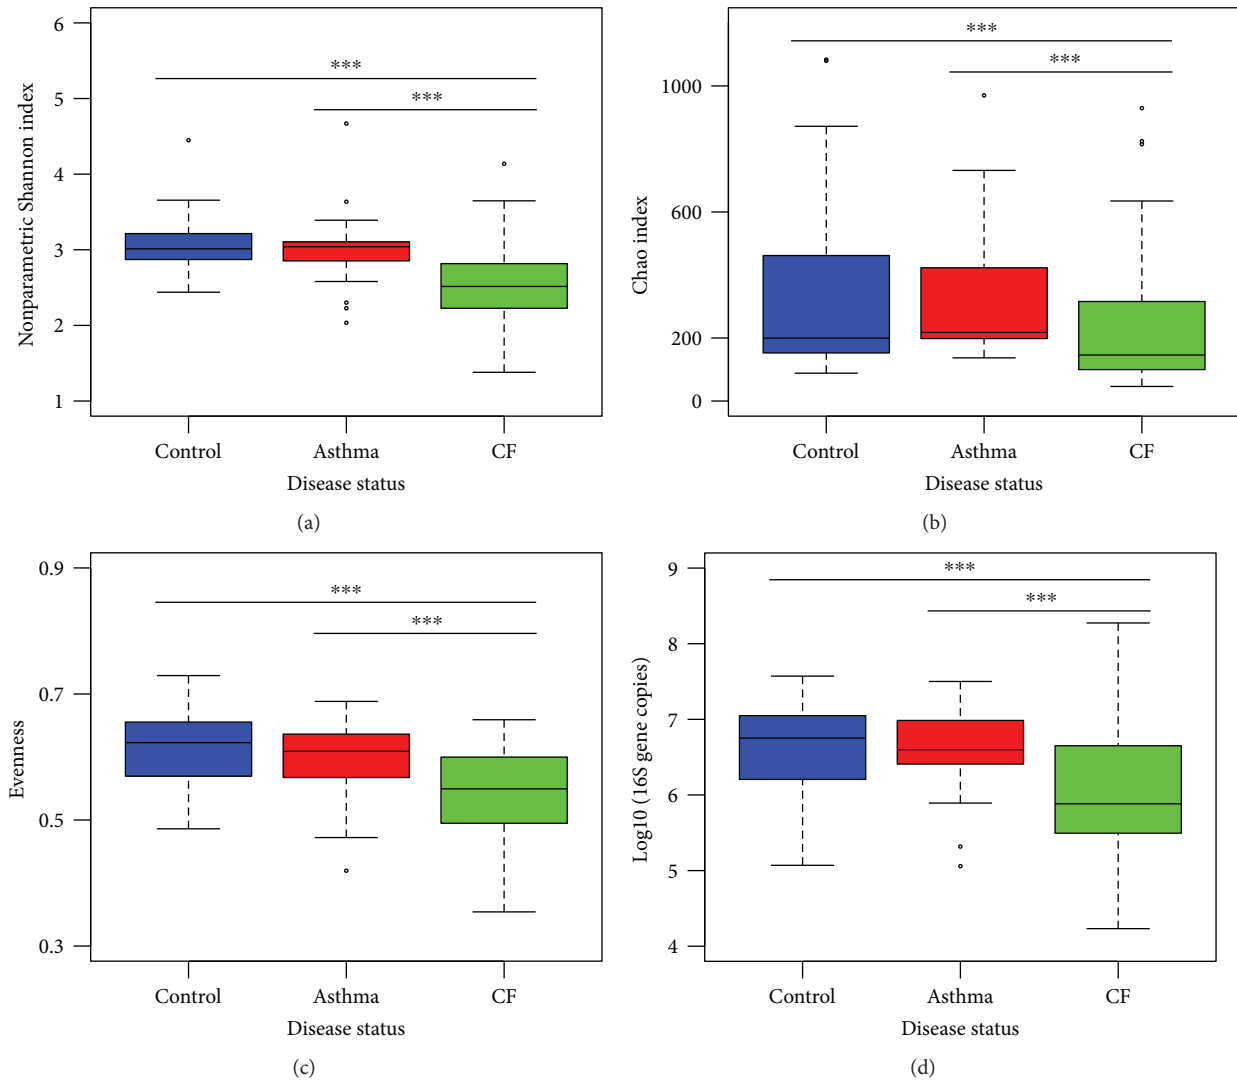 6
5
4
3
2
1
Nonparametric Shannon index
***
***
Control
Asthma
CF
Disease status
(a)
1000
600
200
0
Chao index
***
***
Control
Asthma
CF
Disease status
(b)
0.9
0.7
0.5
0.3
Evenness
***
***
Control
Asthma
CF
Disease status
(c)
9
8
7
6
5
4
Log10 (16S gene copies)
***
***
Control
Asthma
CF
Disease status
(d)